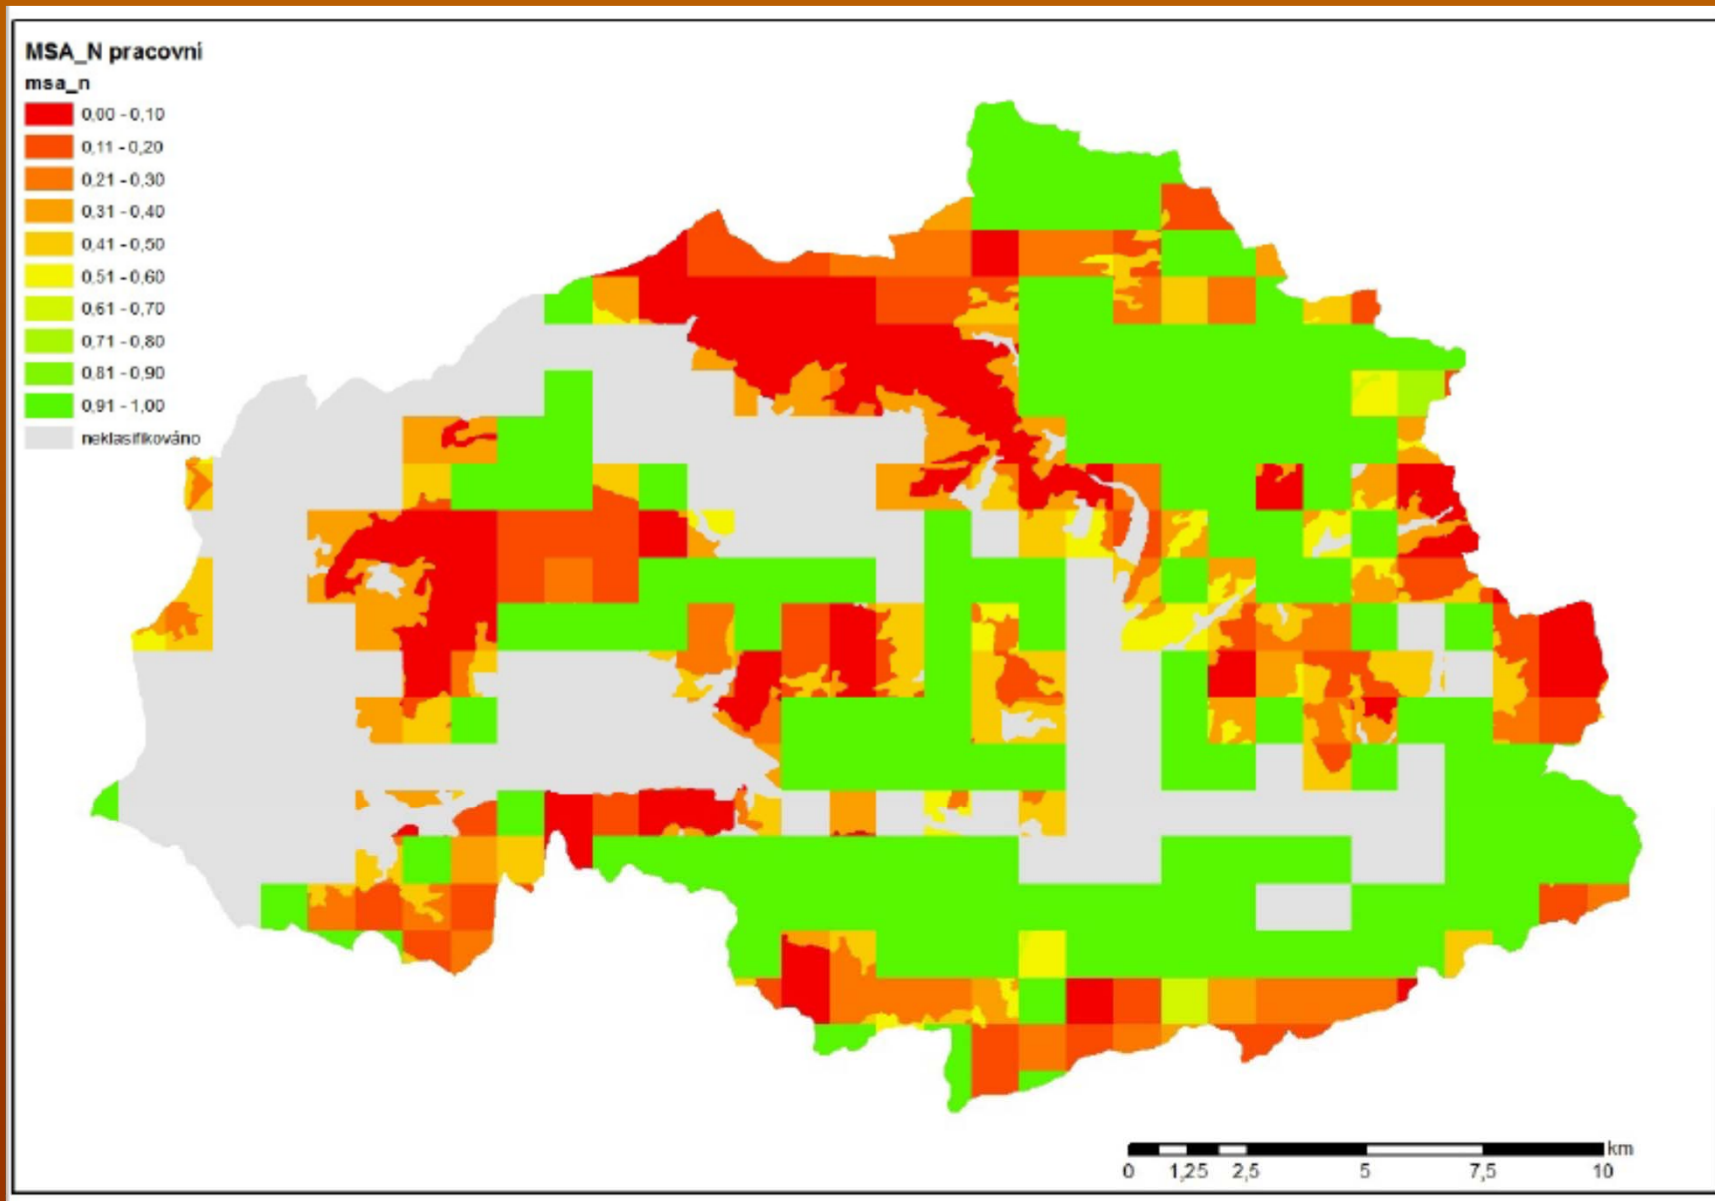 MSA_N pracovní
msa_n
0,00 - 0,10
0,11 - 0,20
0,21 - 0,30
0,31 - 0,40
0,41 - 0,50
0,51 - 0,60
0,61 - 0,70
0,71 - 0,80
0,81 - 0,90
0,91 - 1,00
neklasifikováno
km
0 1,25 2,5 5 7,5 10